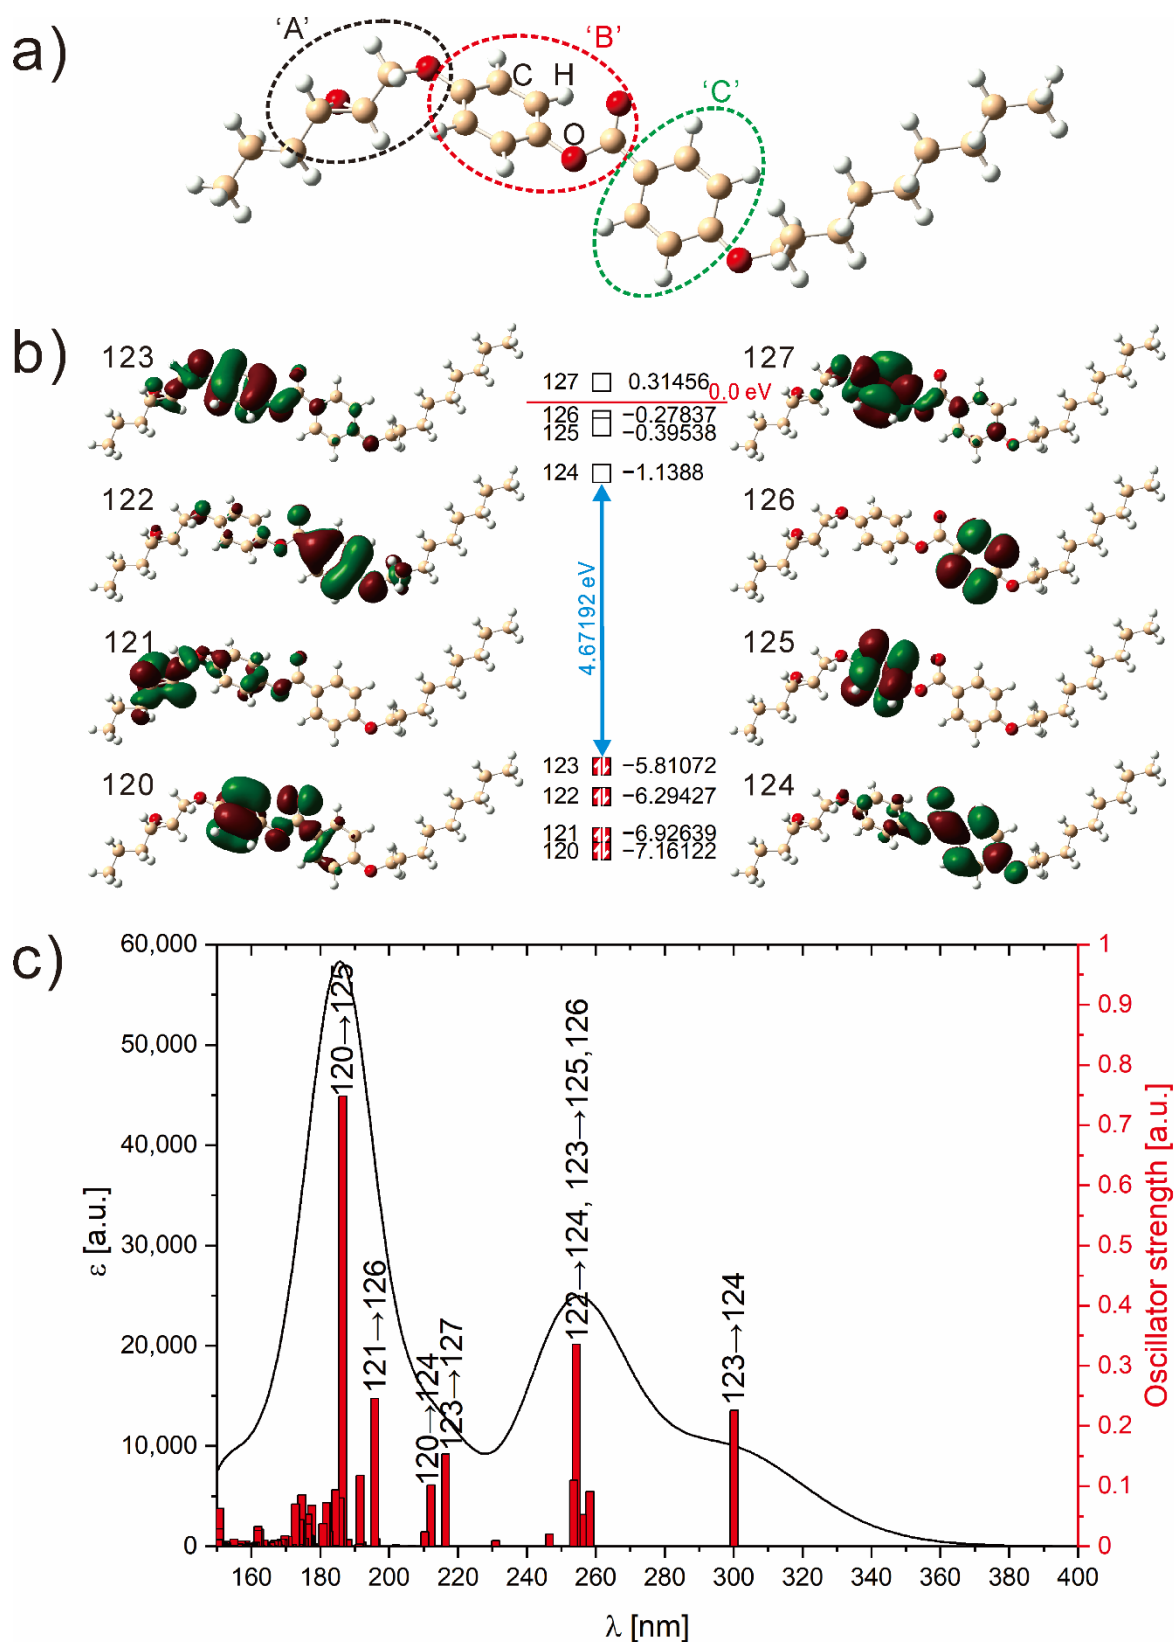 a)
'A'
'B'
'C'
C
H
O
b)
123
122
121
120
127 0.31456
0.0 eV
126 −0.27837
125 −0.39538
124 −1.1388
4.67192 eV
123 −5.81072
122 −6.29427
121 −6.92639
120 −7.16122
127
126
125
124
c)
60,000
50,000
40,000
30,000
20,000
10,000
0
ε [a.u.]
120→125
121→126
120→124
123→127
122→124, 123→125,126
123→124
1
0.9
0.8
0.7
0.6
0.5
0.4
0.3
0.2
0.1
0
Oscillator strength [a.u.]
160 180 200 220 240 260 280 300 320 340 360 380 400
λ [nm]